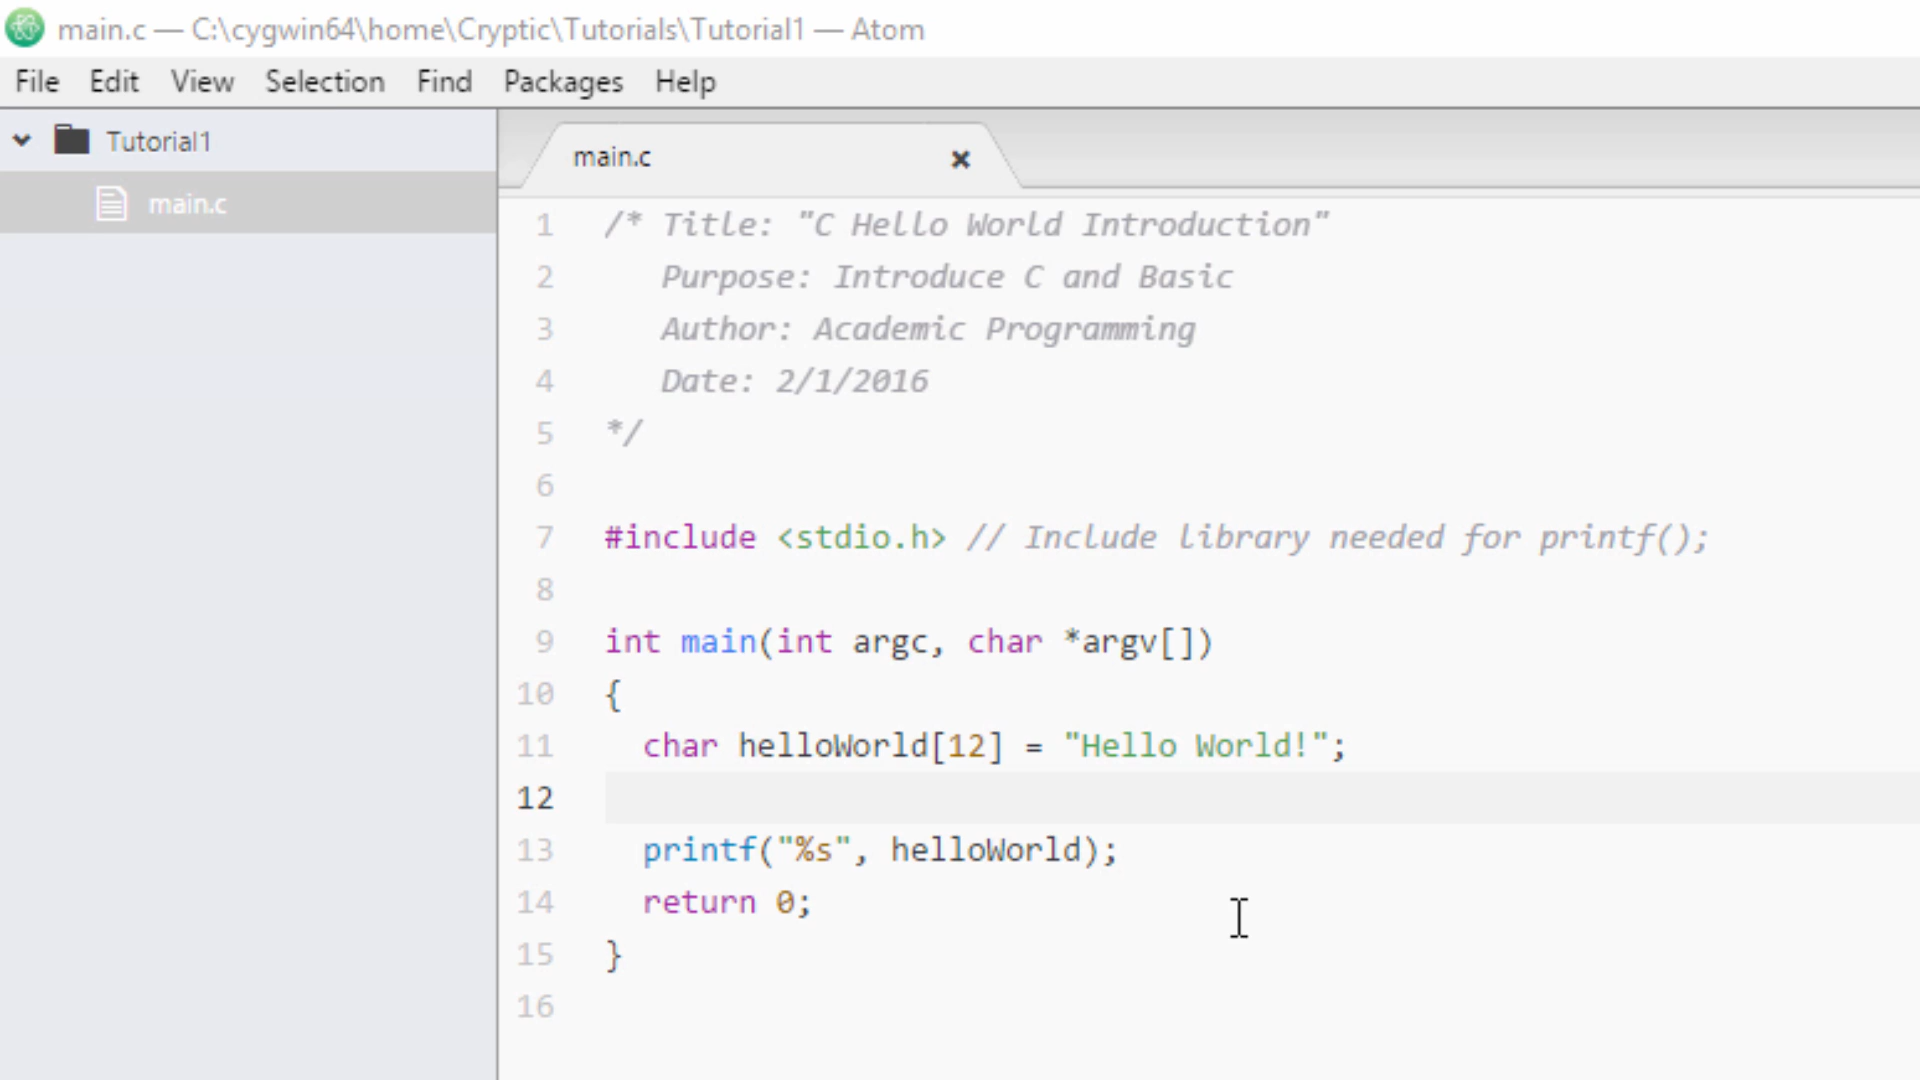 main.c — C:\cygwin64\home\Cryptic\Tutorials\Tutorial1 — Atom
File Edit View Selection Find Packages Help
Tutorial1
main.c
main.c
1 /* Title: "C Hello World Introduction"
2 Purpose: Introduce C and Basic
3 Author: Academic Programming
4 Date: 2/1/2016
5 */
6
7 #include <stdio.h> // Include library needed for printf();
8
9 int main(int argc, char *argv[])
10 {
11 char helloWorld[12] = "Hello World!";
12
13 printf("%s", helloWorld);
14 return 0;
15 }
16